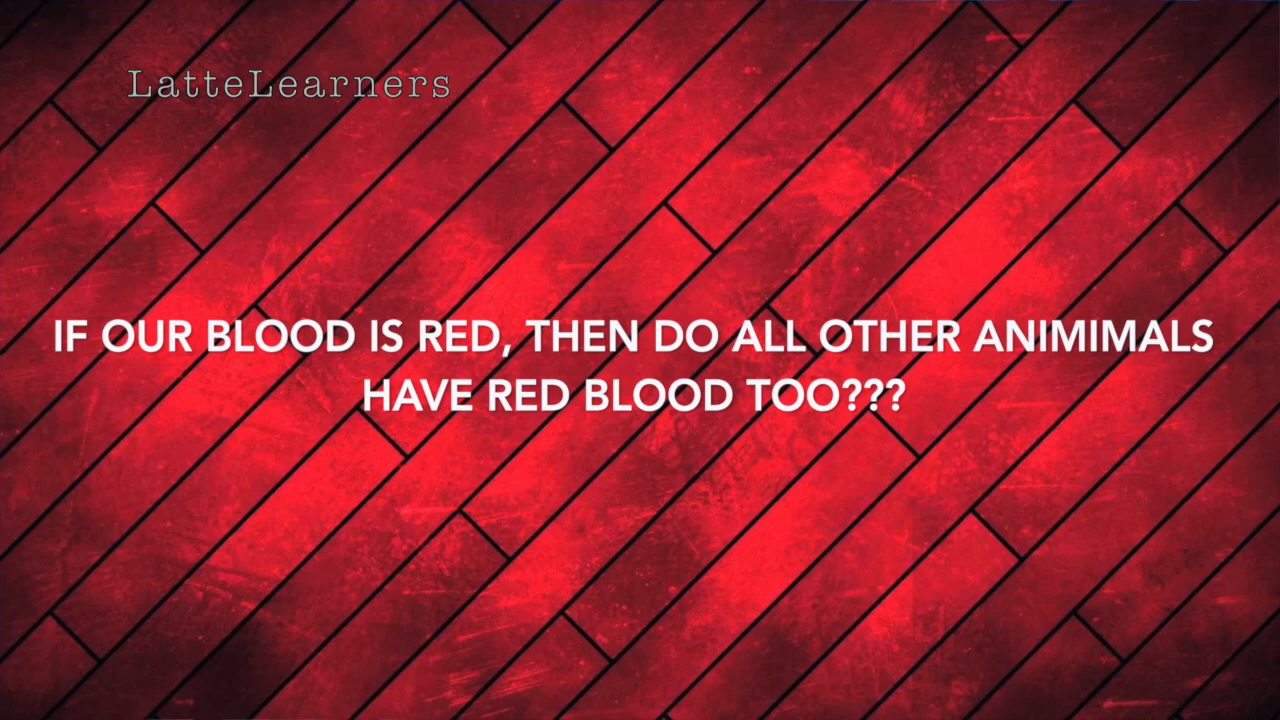 LatteLearners
IF OUR BLOOD IS RED, THEN DO ALL OTHER ANIMIMALS
HAVE RED BLOOD TOO???